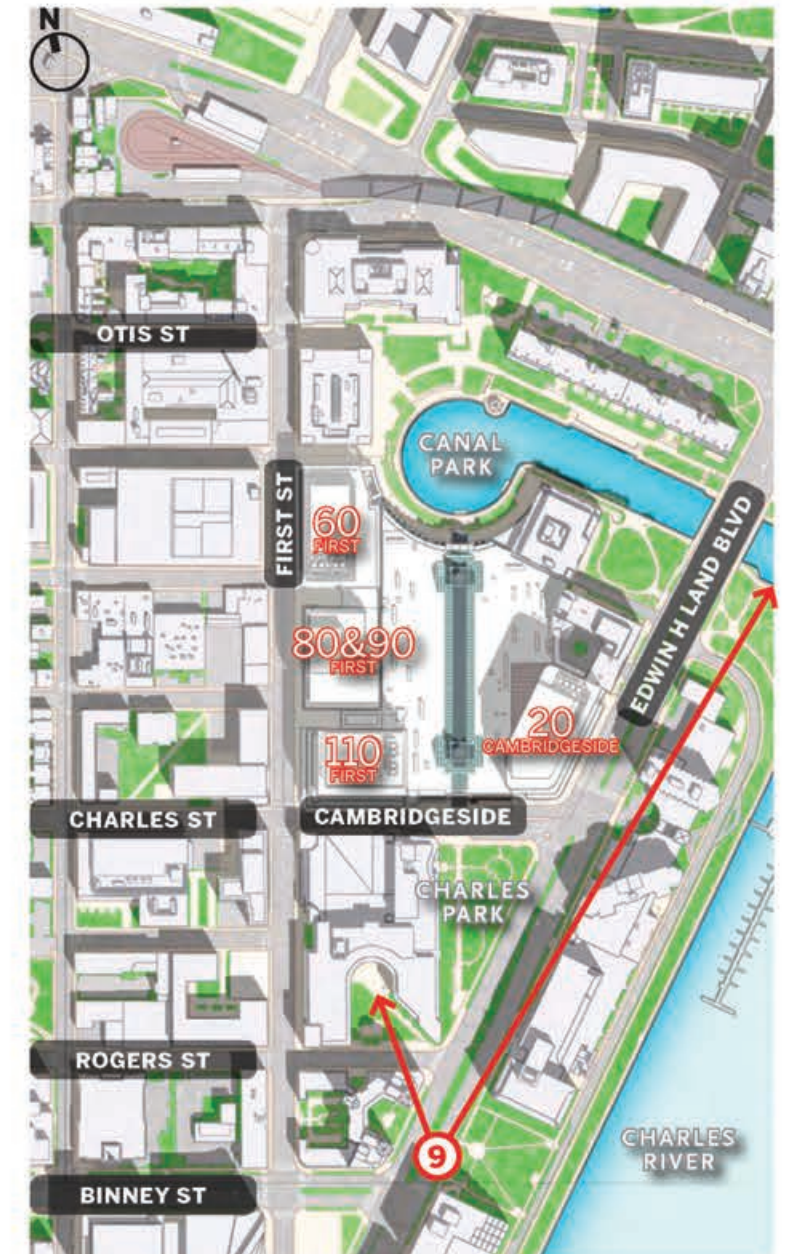 N
OTIS ST
CANAL
PARK
FIRST ST
EDWIN H LAND BLVD
60
FIRST
80&90
FIRST
20
CAMBRIDGESIDE
110
FIRST
CHARLES ST
CAMBRIDGESIDE
CHARLES
PARK
ROGERS ST
CHARLES
RIVER
9
BINNEY ST